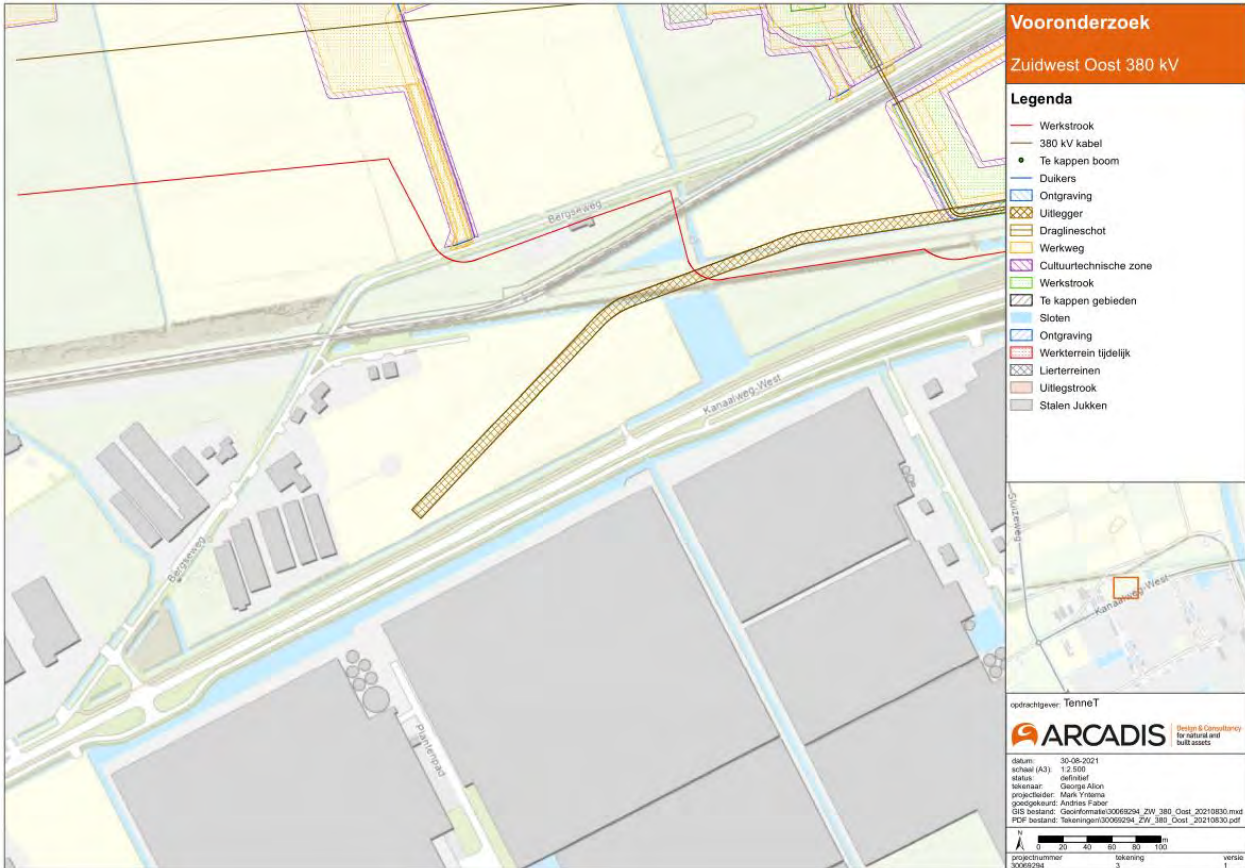 Vooronderzoek
Zuidwest Oost 380 kV
Legenda
Werkstrook
380 kV kabel
Te kappen boom
Duikers
Ontgraving
Uitlegger
Draglineschot
Werkweg
Cultuurtechnische zone
Werkstrook
Te kappen gebieden
Sloten
Ontgraving
Werkterrein tijdelijk
Lierterreinen
Uitlegstrook
Stalen Jukken
Bergseweg
Kanaalweg-West
Bergseweg
Plantenpad
Sluizeweg
Kanaalweg-West
opdrachtgever: TenneT
ARCADIS
Design & Consultancy
for natural and
built assets
datum: 30-08-2021
schaal (A3): 1:2.500
status: definitief
tekenaar: George Alion
projectleider: Mark Yntema
goedgekeurd: Andries Faber
GIS bestand: Geoinformatie\30069294_ZW_380_Oost_20210830.mxd
PDF bestand: Tekeningen\30069294_ZW_380_Oost_20210830.pdf
N
m
0 20 40 60 80 100
projectnummer tekening versie
30069294 3 1